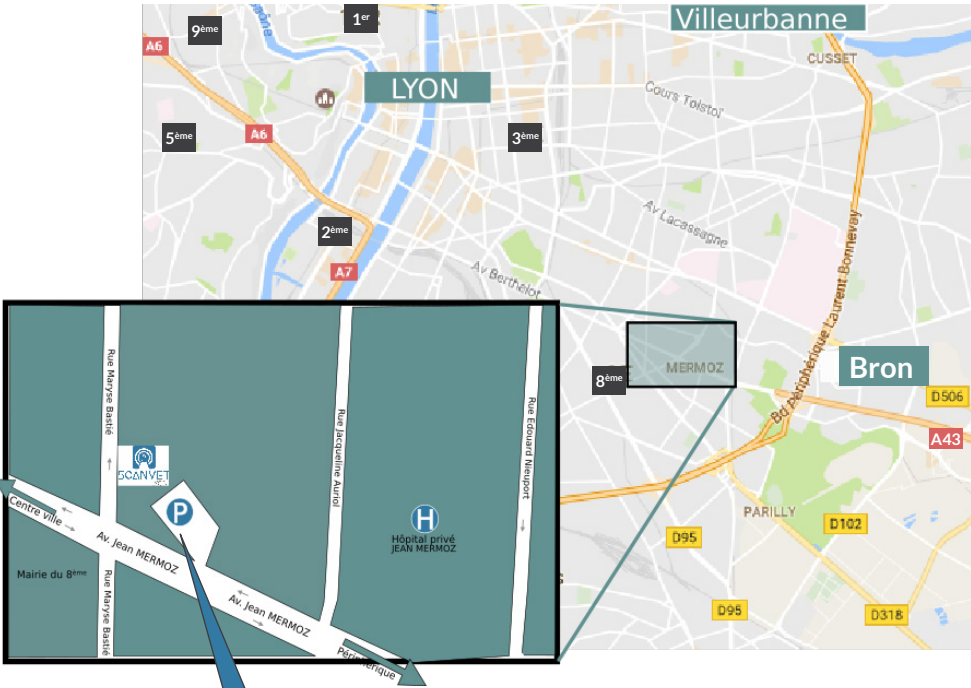 Villeurbanne
1er
9ème
Saône
A6
CUSSET
LYON
Cours Tolstoï
A6
5ème
3ème
Av Lacassagne
2ème
A7
Av Berthelot
Bd Périphérique Laurent Bonnevay
MERMOZ
8ème
Bron
D506
A43
PARILLY
D102
D95
D95
D318
Rue Maryse Bastié
Rue Jacqueline Auriol
Rue Edouard Nieuport
SCANVET
P
H
Hôpital privé
JEAN MERMOZ
Centre ville
Av. Jean MERMOZ
Mairie du 8ème
Rue Maryse Bastié
Av. Jean MERMOZ
Périphérique